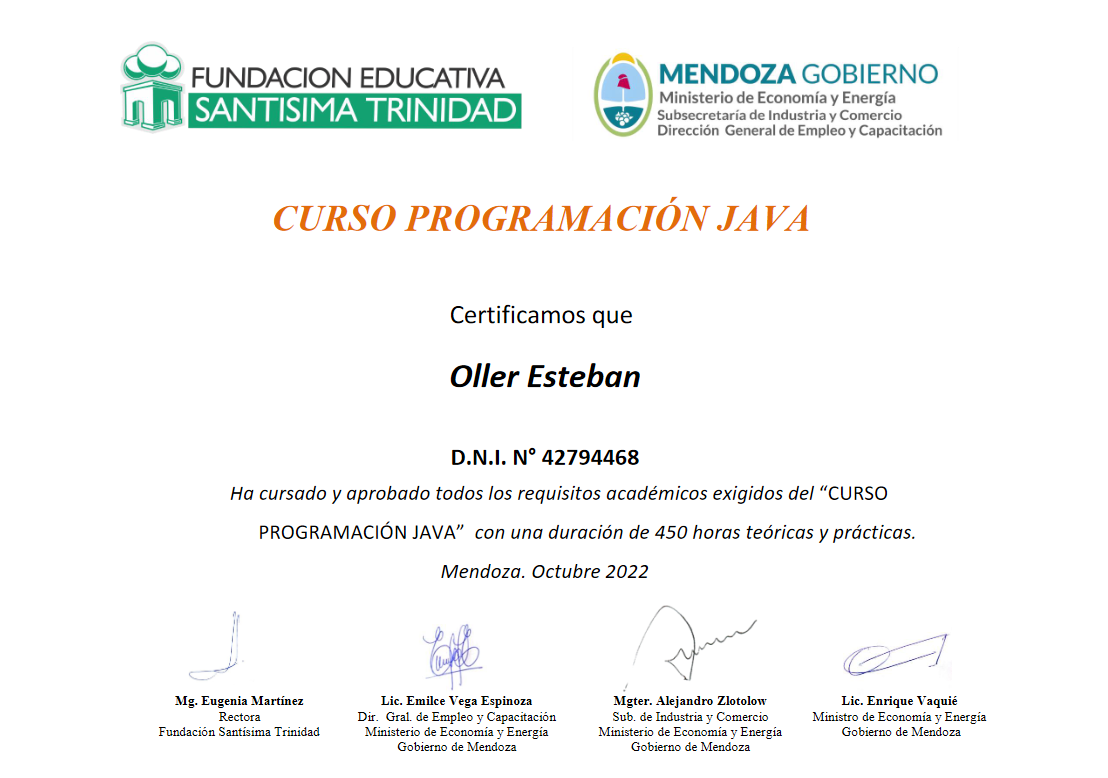 FUNDACION EDUCATIVA
SANTISIMA TRINIDAD
MENDOZA GOBIERNO
Ministerio de Economía y Energía
Subsecretaría de Industria y Comercio
Dirección General de Empleo y Capacitación
CURSO PROGRAMACIÓN JAVA
Certificamos que
Oller Esteban
D.N.I. N° 42794468
Ha cursado y aprobado todos los requisitos académicos exigidos del “CURSO
PROGRAMACIÓN JAVA” con una duración de 450 horas teóricas y prácticas.
Mendoza. Octubre 2022
Mg. Eugenia Martínez
Rectora
Fundación Santísima Trinidad
Lic. Emilce Vega Espinoza
Dir. Gral. de Empleo y Capacitación
Ministerio de Economía y Energía
Gobierno de Mendoza
Mgter. Alejandro Zlotolow
Sub. de Industria y Comercio
Ministerio de Economía y Energía
Gobierno de Mendoza
Lic. Enrique Vaquié
Ministro de Economía y Energía
Gobierno de Mendoza